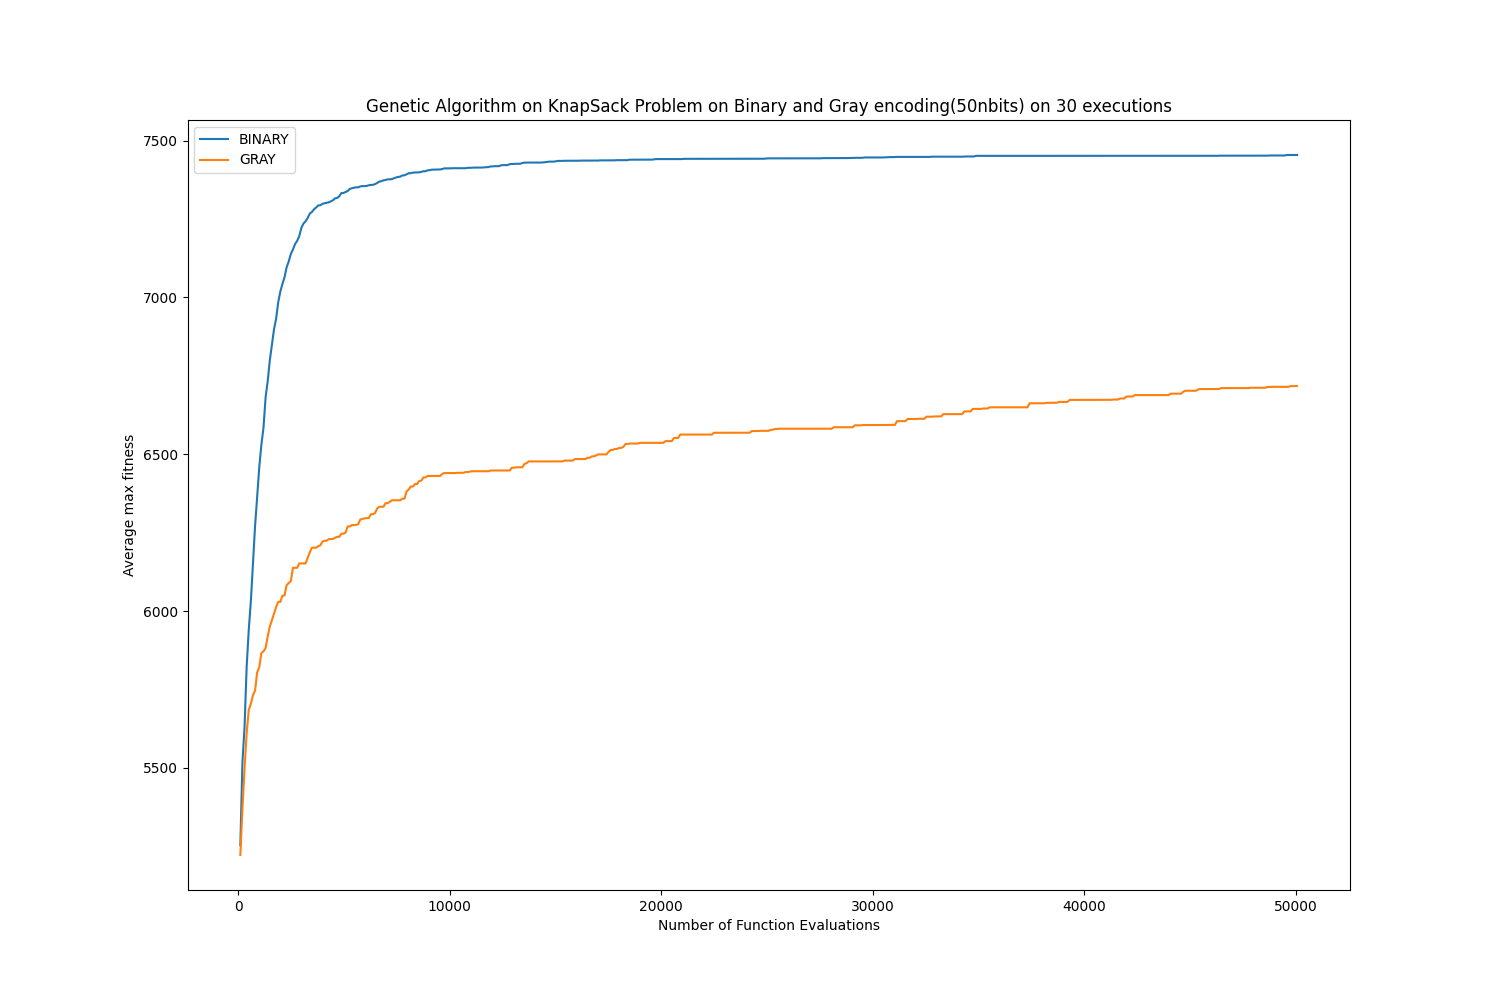 Genetic Algorithm on KnapSack Problem on Binary and Gray encoding(50nbits) on 30 executions
BINARY
GRAY
7500
7000
6500
6000
5500
Average max fitness
0
10000
20000
30000
40000
50000
Number of Function Evaluations